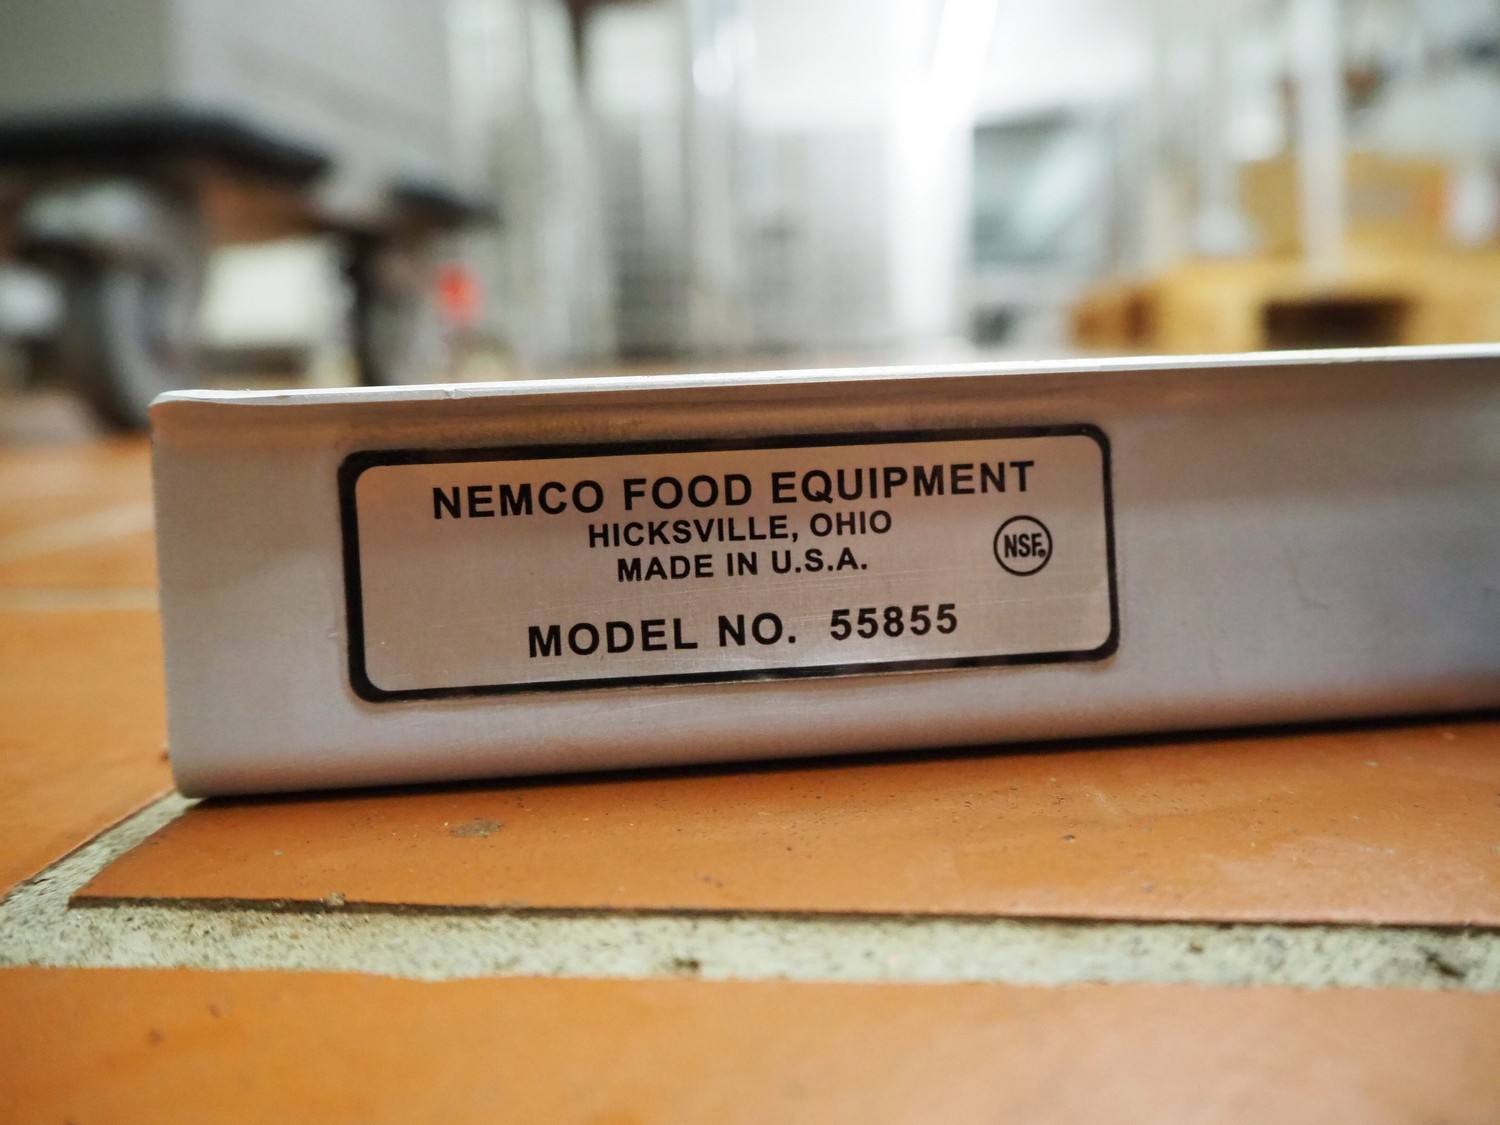 NEMCO FOOD EQUIPMENT
HICKSVILLE, OHIO
MADE IN U.S.A.
NSF®
MODEL NO. 55855